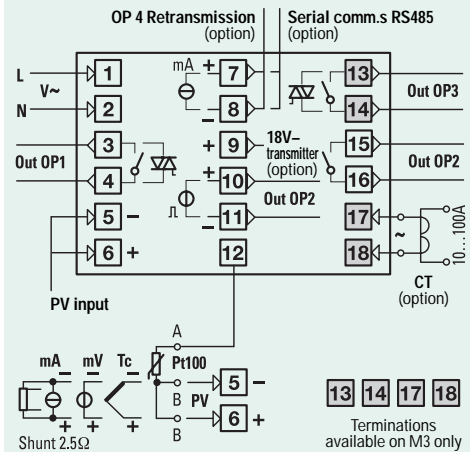 OP 4 Retransmission
(option)
Serial comm.s RS485
(option)
L
V~
N
1
2
mA + 7
8
–
13
14
Out OP3
Out OP1
3
4
+ 9
18V–
transmitter
(option)
15
16
Out OP2
+ 10
11
–
Out OP2
5 –
6 +
12
17
18
~
10...100A
CT
(option)
PV input
A
Pt100
B
B
PV
5 –
6 +
mA
mV
Tc
– – –
+ + +
Shunt 2.5Ω
13 14 17 18
Terminations
available on M3 only